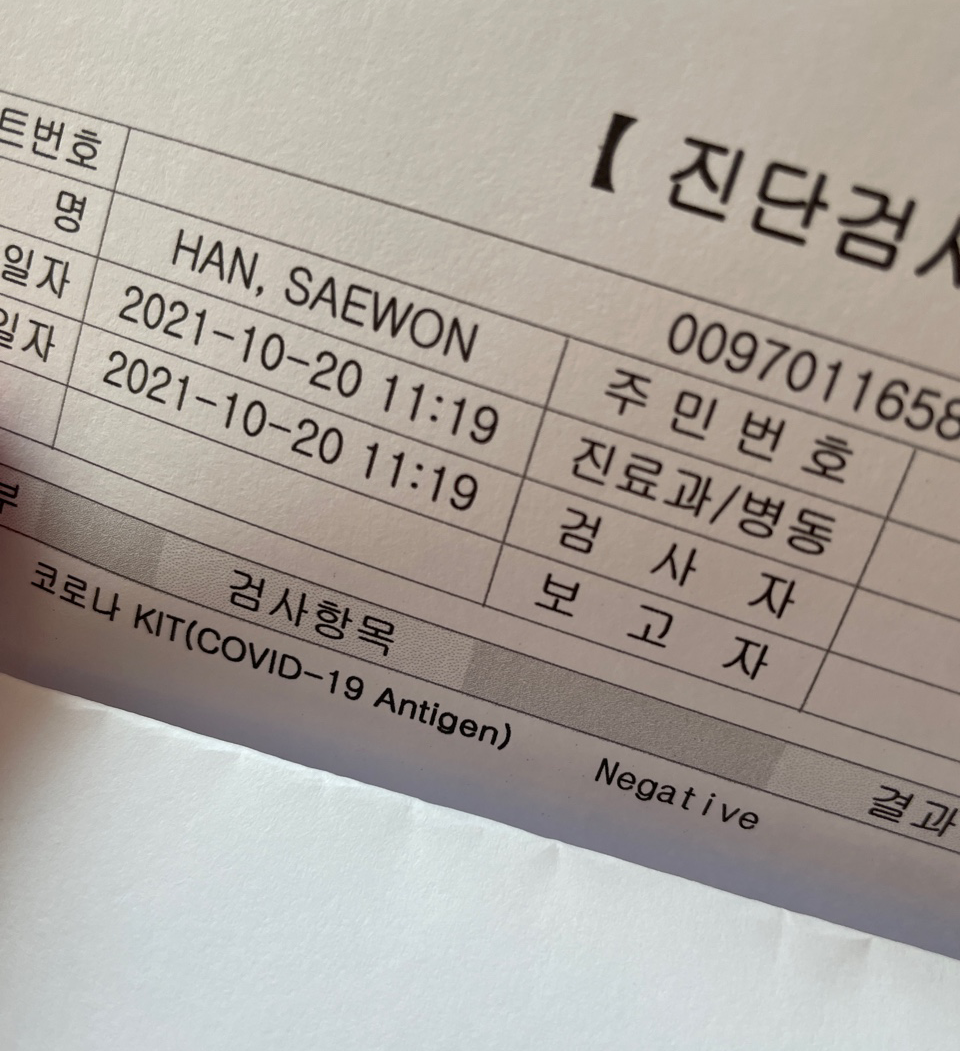 【 진단검사
트번호
0097011658
명
HAN, SAEWON
주 민 번 호
일자
2021-10-20 11:19
진료과/병동
일자
2021-10-20 11:19
검 사 자
보 고 자
부
검사항목
결과
코로나 KIT(COVID-19 Antigen)
Negative